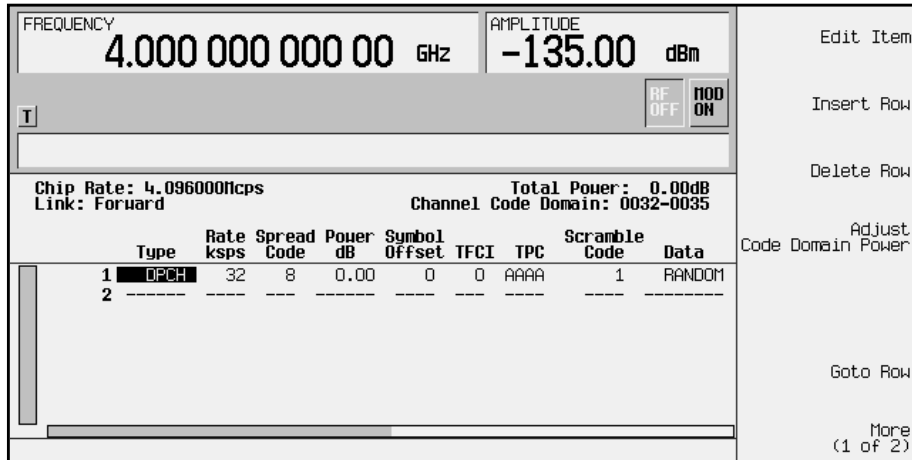 FREQUENCY
4.000 000 000 00 GHz
AMPLITUDE
-135.00 dBm
RF OFF
MOD ON
T
Chip Rate: 4.096000Mcps
Total Power: 0.00dB
Link: Forward
Channel Code Domain: 0032-0035
Type Rate ksps Spread Code Power dB Symbol Offset TFCI TPC Scramble Code Data
1 DPCH 32 8 0.00 0 0 AAAA 1 RANDOM
2 ------ ---- --- ------ ---- --- ---- ---- --------
Edit Item
Insert Row
Delete Row
Adjust
Code Domain Power
Goto Row
More
(1 of 2)